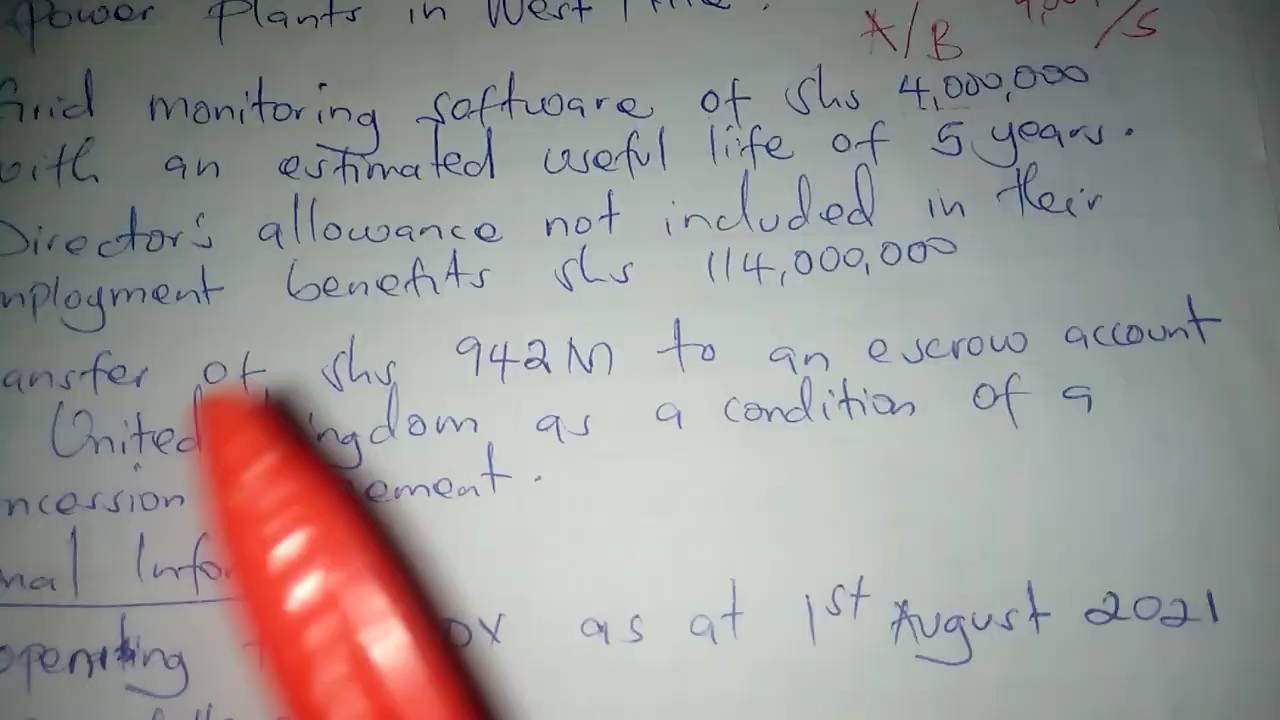 Power Plants in West
A/B /S
Grid monitoring software of shs 4,000,000
with an estimated useful life of 5 years.
Director's allowance not included in their
mployment benefits shs 114,000,000
ansfer of shs 942M to an escrow account
United ngdom as a condition of a
ncession ement.
nal Info
operating ox as at 1st August 2021